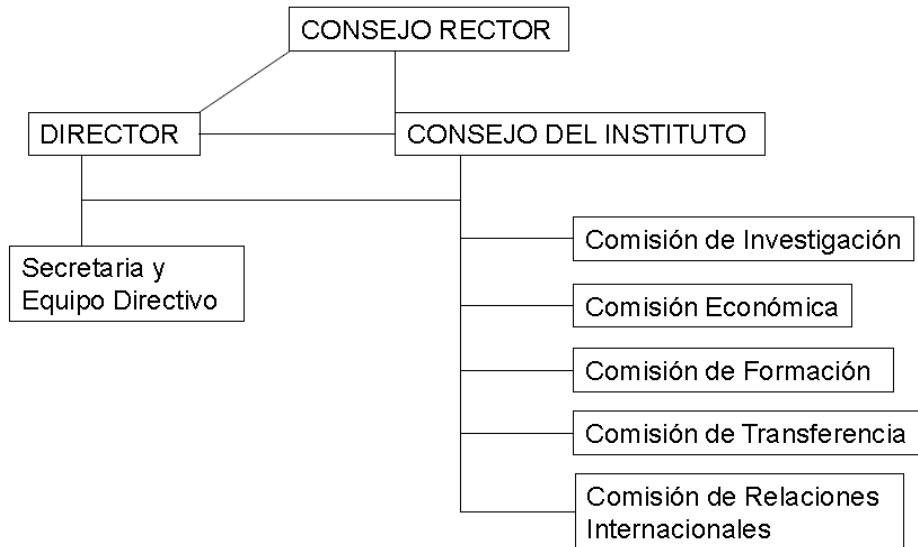 CONSEJO RECTOR
DIRECTOR
CONSEJO DEL INSTITUTO
Secretaria y
Equipo Directivo
Comisión de Investigación
Comisión Económica
Comisión de Formación
Comisión de Transferencia
Comisión de Relaciones
Internacionales